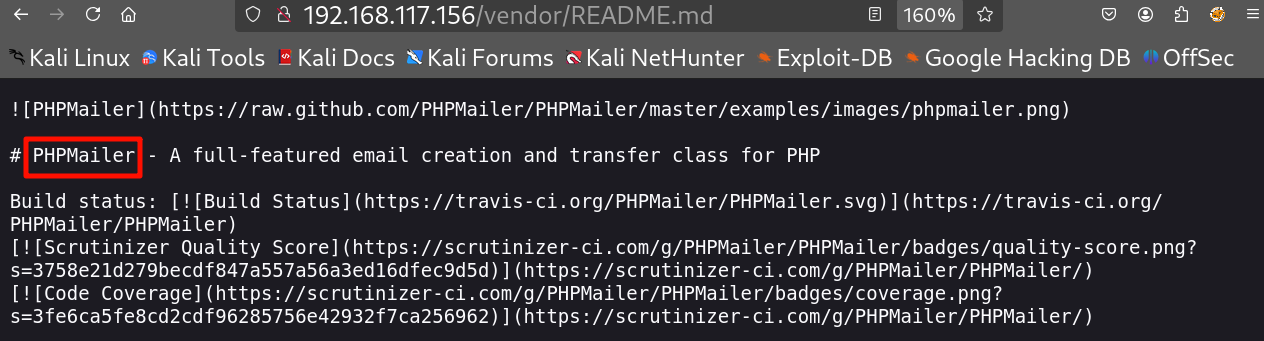 192.168.117.156/vendor/README.md 160%
Kali Linux Kali Tools Kali Docs Kali Forums Kali NetHunter Exploit-DB Google Hacking DB OffSec
![PHPMailer](https://raw.github.com/PHPMailer/PHPMailer/master/examples/images/phpmailer.png)
# PHPMailer - A full-featured email creation and transfer class for PHP
Build status: [![Build Status](https://travis-ci.org/PHPMailer/PHPMailer.svg)](https://travis-ci.org/
PHPMailer/PHPMailer)
[![Scrutinizer Quality Score](https://scrutinizer-ci.com/g/PHPMailer/PHPMailer/badges/quality-score.png?
s=3758e21d279becdf847a557a56a3ed16dfec9d5d)](https://scrutinizer-ci.com/g/PHPMailer/PHPMailer/)
[![Code Coverage](https://scrutinizer-ci.com/g/PHPMailer/PHPMailer/badges/coverage.png?
s=3fe6ca5fe8cd2cdf96285756e42932f7ca256962)](https://scrutinizer-ci.com/g/PHPMailer/PHPMailer/)